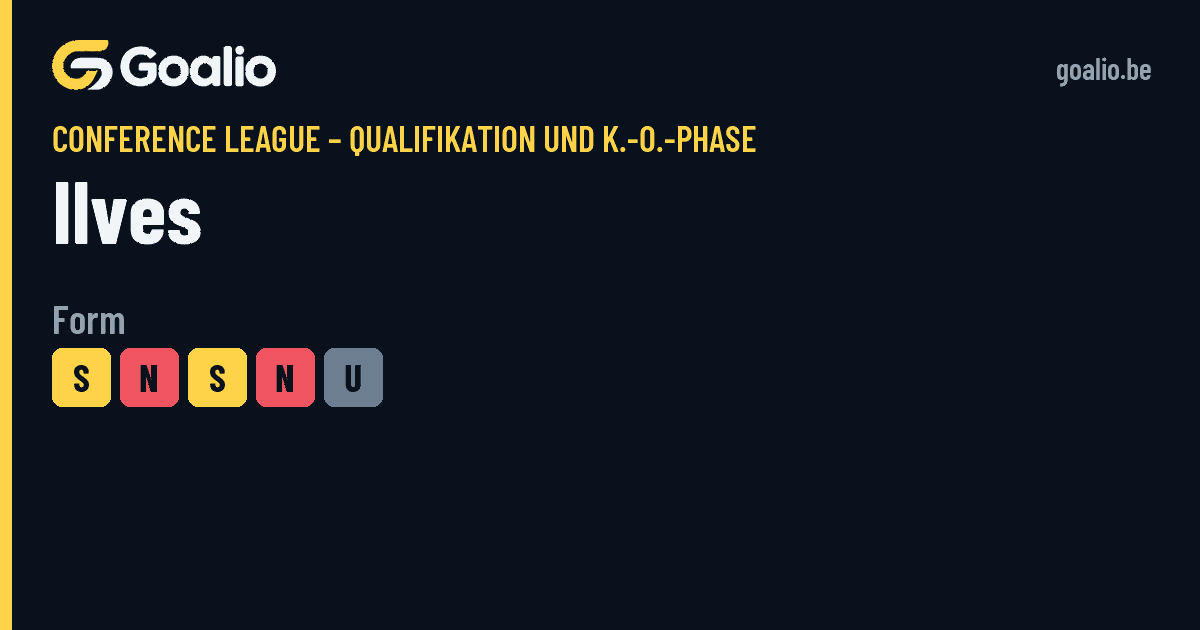 Goalio
goalio.be
CONFERENCE LEAGUE – QUALIFIKATION UND K.-O.-PHASE
Ilves
Form
S N S N U